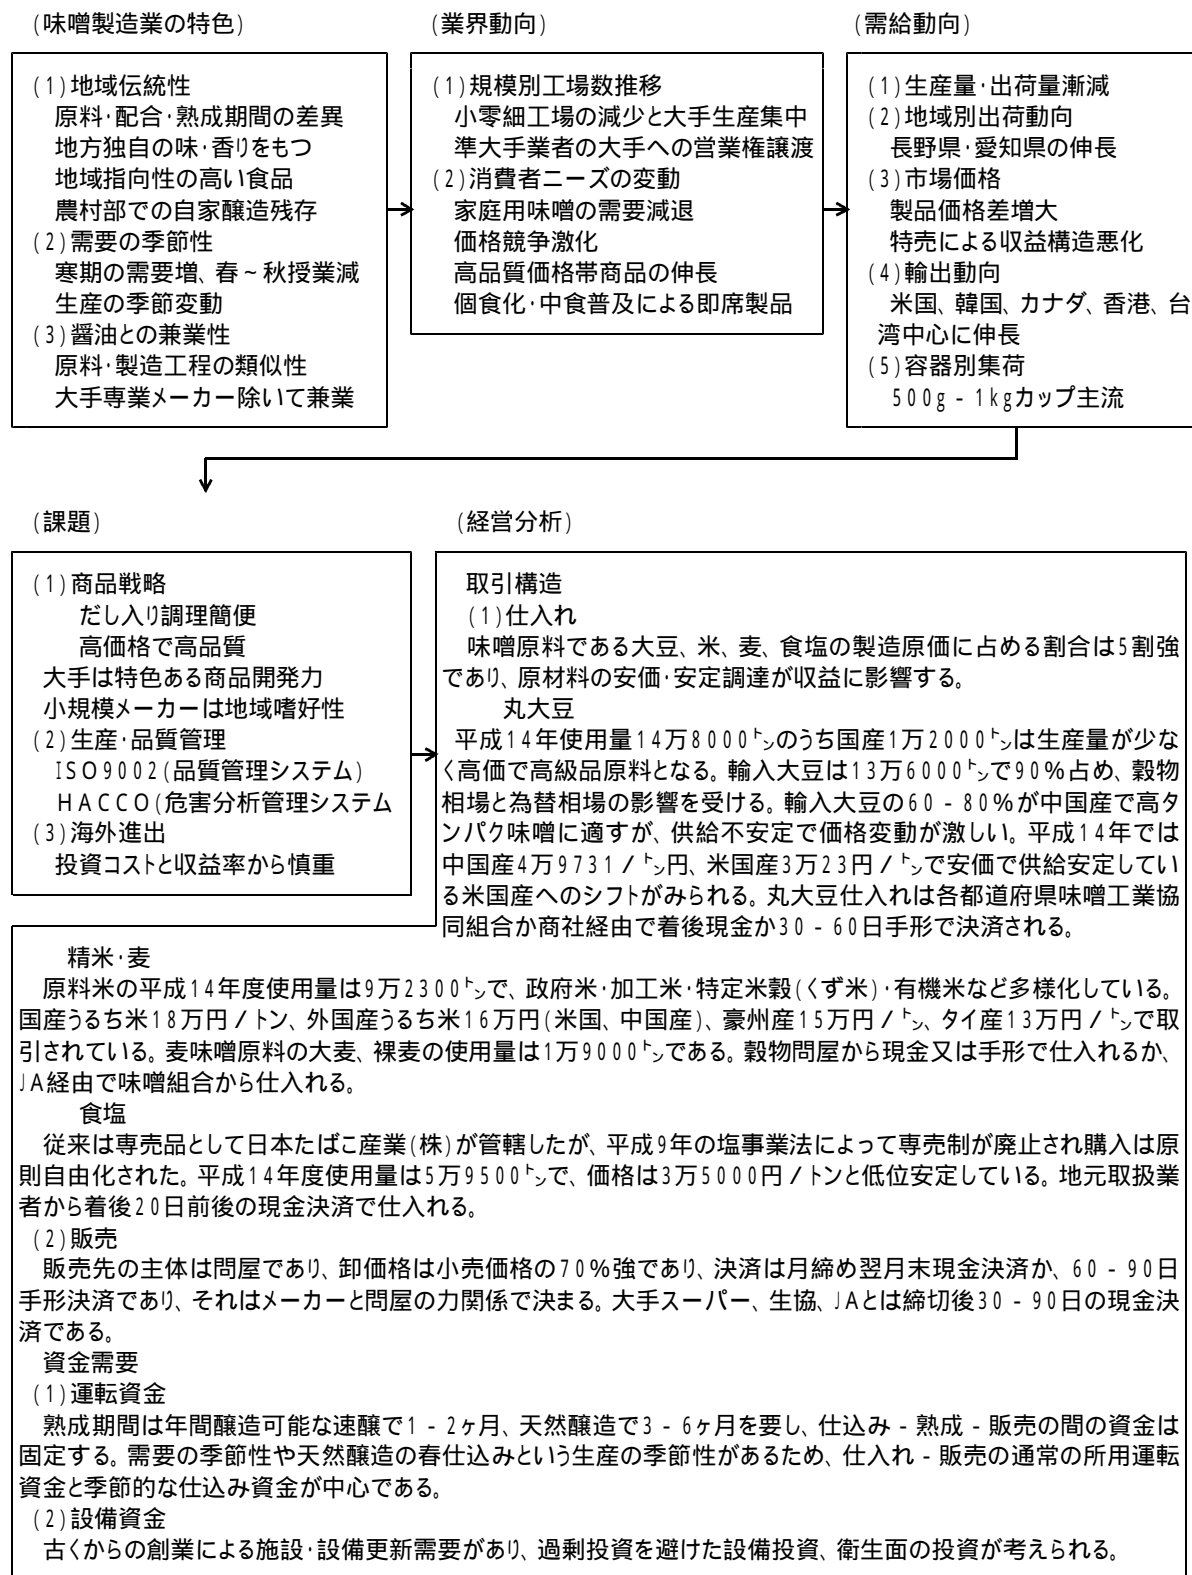 (味噌製造業の特色)
(1)地域伝統性
原料・配合・熟成期間の差異
地方独自の味・香りをもつ
地域指向性の高い食品
農村部での自家醸造残存
(2)需要の季節性
寒期の需要増、春~秋授業減
生産の季節変動
(3)醤油との兼業性
原料・製造工程の類似性
大手専業メーカー除いて兼業
(業界動向)
(1)規模別工場数推移
小零細工場の減少と大手生産集中
準大手業者の大手への営業権譲渡
(2)消費者ニーズの変動
家庭用味噌の需要減退
価格競争激化
高品質価格帯商品の伸長
個食化・中食普及による即席製品
(需給動向)
(1)生産量・出荷量漸減
(2)地域別出荷動向
長野県・愛知県の伸長
(3)市場価格
製品価格差増大
特売による収益構造悪化
(4)輸出動向
米国、韓国、カナダ、香港、台
湾中心に伸長
(5)容器別集荷
500g-1kgカップ主流
(課題)
(1)商品戦略
だし入り調理簡便
高価格で高品質
大手は特色ある商品開発力
小規模メーカーは地域嗜好性
(2)生産・品質管理
ISO9002(品質管理システム)
HACCO(危害分析管理システム
(3)海外進出
投資コストと収益率から慎重
(経営分析)
取引構造
(1)仕入れ
味噌原料である大豆、米、麦、食塩の製造原価に占める割合は5割強
であり、原材料の安価・安定調達が収益に影響する。
丸大豆
平成14年使用量14万8000㌧のうち国産1万2000㌧は生産量が少な
く高価で高級品原料となる。輸入大豆は13万6000㌧で90%占め、穀物
相場と為替相場の影響を受ける。輸入大豆の60-80%が中国産で高タ
ンパク味噌に適すが、供給不安定で価格変動が激しい。平成14年では
中国産4万9731/㌧円、米国産3万23円/㌧で安価で供給安定してい
る米国産へのシフトがみられる。丸大豆仕入れは各都道府県味噌工業協
同組合か商社経由で着後現金か30-60日手形で決済される。
精米・麦
原料米の平成14年度使用量は9万2300㌧で、政府米・加工米・特定米穀(くず米)・有機米など多様化している。
国産うるち米18万円/トン、外国産うるち米16万円(米国、中国産)、豪州産15万円/㌧、タイ産13万円/㌧で取
引されている。麦味噌原料の大麦、裸麦の使用量は1万9000㌧である。穀物問屋から現金又は手形で仕入れるか、
JA経由で味噌組合から仕入れる。
食塩
従来は専売品として日本たばこ産業(株)が管轄したが、平成9年の塩事業法によって専売制が廃止され購入は原
則自由化された。平成14年度使用量は5万9500㌧で、価格は3万5000円/トンと低位安定している。地元取扱業
者から着後20日前後の現金決済で仕入れる。
(2)販売
販売先の主体は問屋であり、卸価格は小売価格の70%強であり、決済は月締め翌月末現金決済か、60-90日
手形決済であり、それはメーカーと問屋の力関係で決まる。大手スーパー、生協、JAとは締切後30-90日の現金決
済である。
資金需要
(1)運転資金
熟成期間は年間醸造可能な速醸で1-2ヶ月、天然醸造で3-6ヶ月を要し、仕込み-熟成-販売の間の資金は
固定する。需要の季節性や天然醸造の春仕込みという生産の季節性があるため、仕入れ-販売の通常の所用運転
資金と季節的な仕込み資金が中心である。
(2)設備資金
古くからの創業による施設・設備更新需要があり、過剰投資を避けた設備投資、衛生面の投資が考えられる。